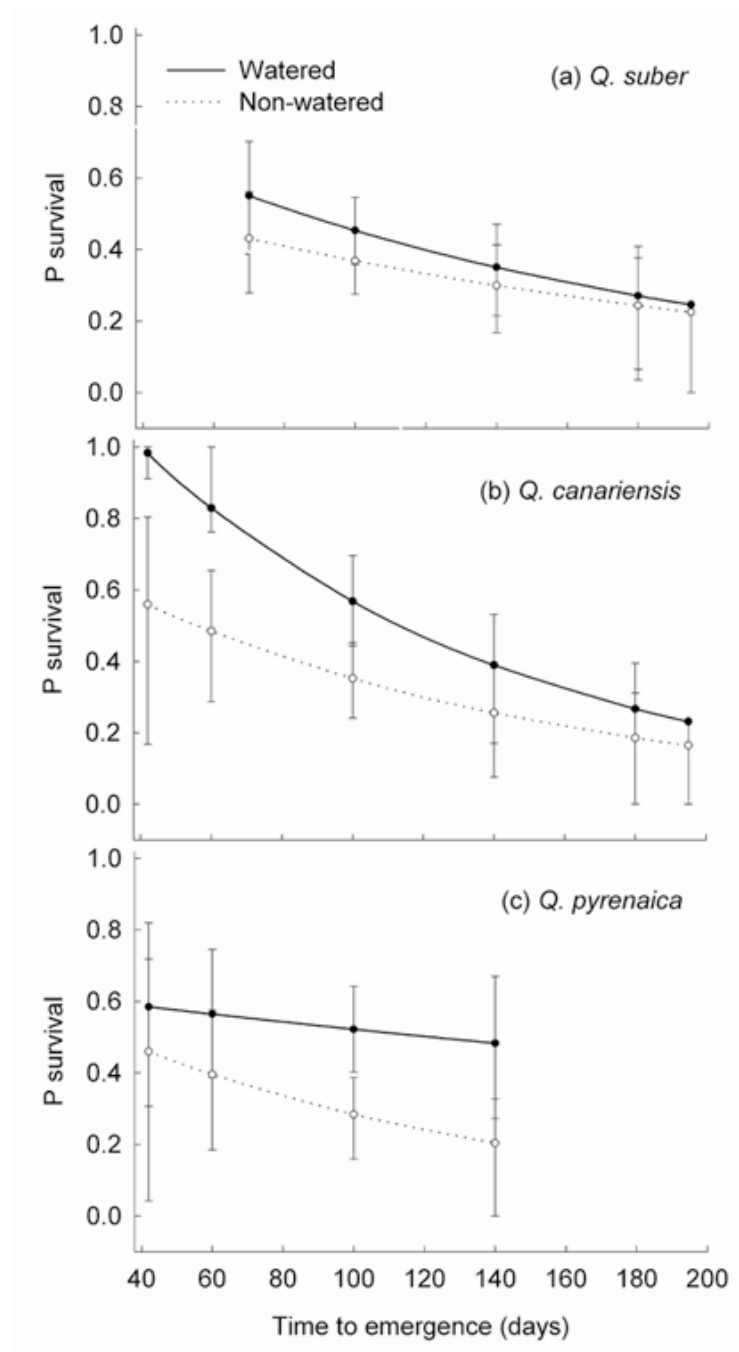 1.0
Watered
(a) Q. suber
Non-watered
0.8
0.6
0.4
0.2
0.0
P survival
1.0
(b) Q. canariensis
0.8
0.6
0.4
0.2
0.0
P survival
1.0
(c) Q. pyrenaica
0.8
0.6
0.4
0.2
0.0
P survival
40 60 80 100 120 140 160 180 200
Time to emergence (days)